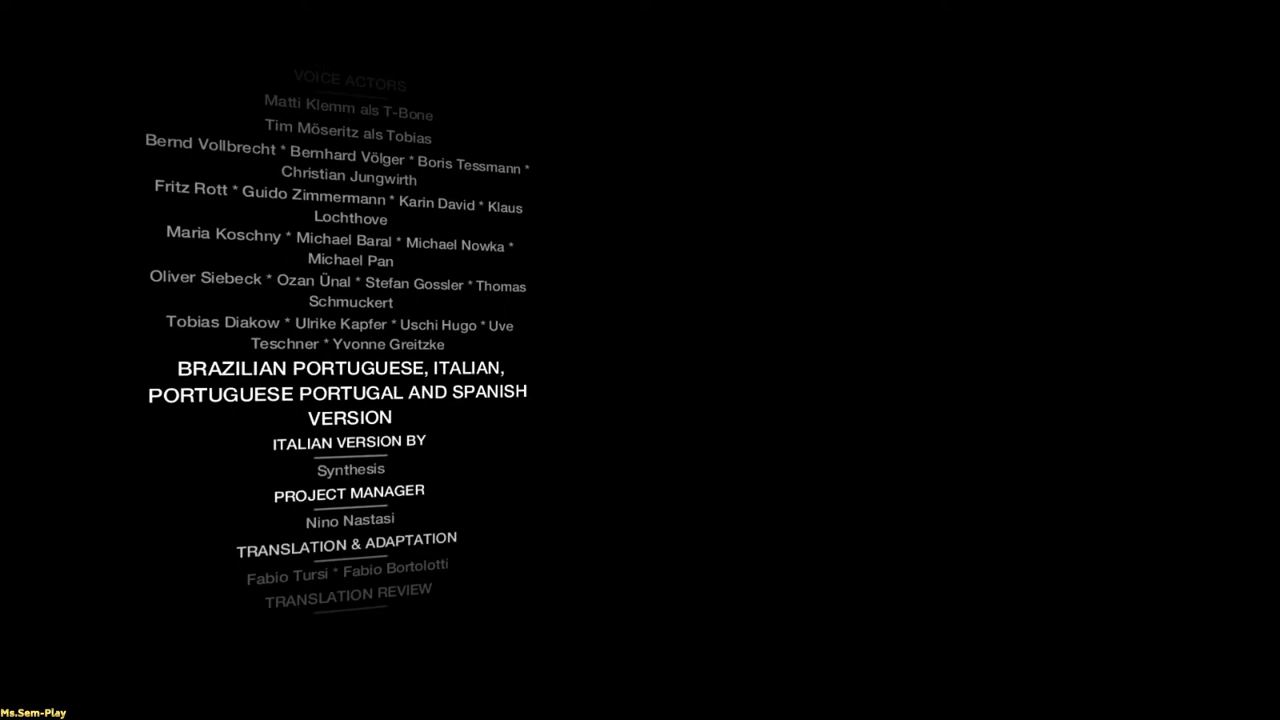 VOICE ACTORS
Matti Klemm als T-Bone
Tim Möseritz als Tobias
Bernd Vollbrecht * Bernhard Völger * Boris Tessmann *
Christian Jungwirth
Fritz Rott * Guido Zimmermann * Karin David * Klaus
Lochthove
Maria Koschny * Michael Baral * Michael Nowka *
Michael Pan
Oliver Siebeck * Ozan Ünal * Stefan Gossler * Thomas
Schmuckert
Tobias Diakow * Ulrike Kapfer * Uschi Hugo * Uve
Teschner * Yvonne Greitzke
BRAZILIAN PORTUGUESE, ITALIAN,
PORTUGUESE PORTUGAL AND SPANISH
VERSION
ITALIAN VERSION BY
Synthesis
PROJECT MANAGER
Nino Nastasi
TRANSLATION & ADAPTATION
Fabio Tursi * Fabio Bortolotti
TRANSLATION REVIEW
Ms.Sem-Play